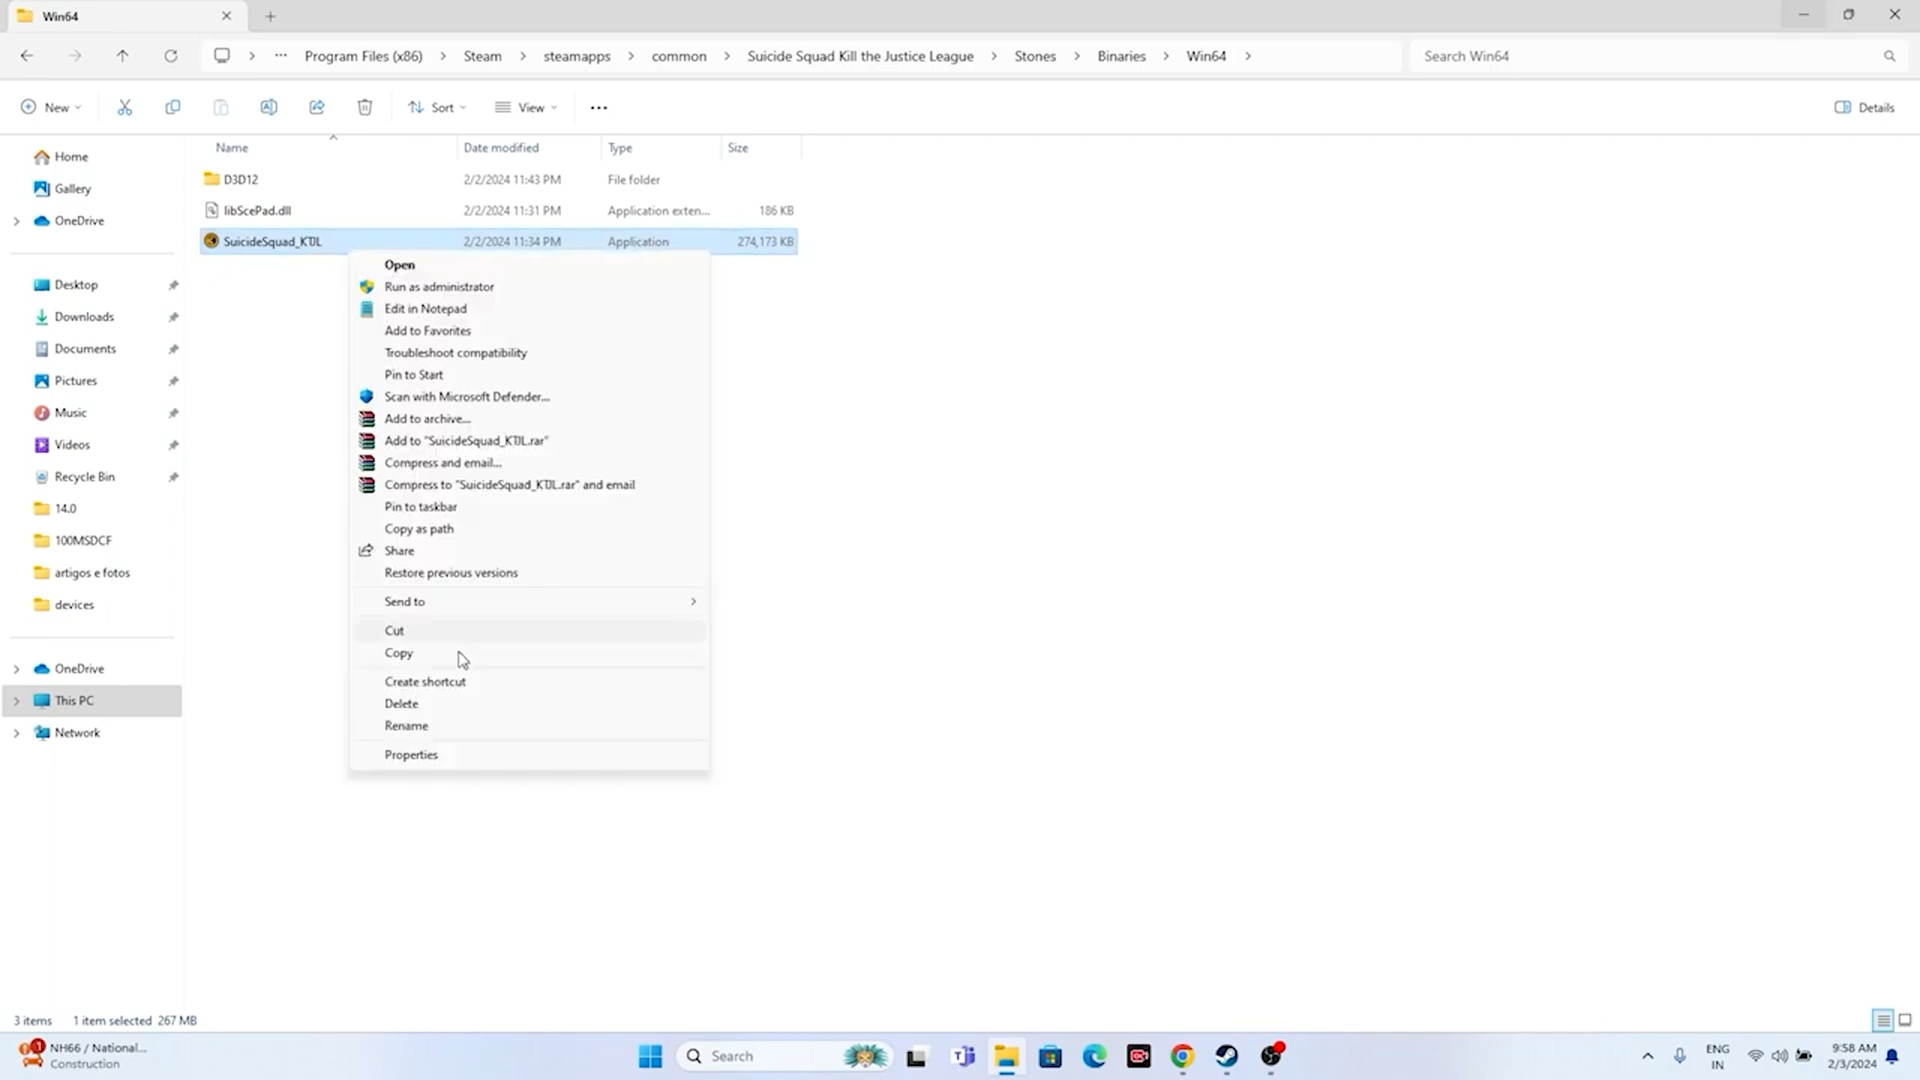 Win64
Program Files (x86) > Steam > steamapps > common > Suicide Squad Kill the Justice League > Stones > Binaries > Win64 >
Search Win64
New
Sort
View
Details
Name Date modified Type Size
D3D12 2/2/2024 11:43 PM File folder
libScePad.dll 2/2/2024 11:31 PM Application exten... 186 KB
SuicideSquad_KTJL 2/2/2024 11:34 PM Application 274,173 KB
Home
Gallery
OneDrive
Desktop
Downloads
Documents
Pictures
Music
Videos
Recycle Bin
14.0
100MSDCF
artigos e fotos
devices
OneDrive
This PC
Network
Open
Run as administrator
Edit in Notepad
Add to Favorites
Troubleshoot compatibility
Pin to Start
Scan with Microsoft Defender...
Add to archive...
Add to "SuicideSquad_KTJL.rar"
Compress and email...
Compress to "SuicideSquad_KTJL.rar" and email
Pin to taskbar
Copy as path
Share
Restore previous versions
Send to
Cut
Copy
Create shortcut
Delete
Rename
Properties
3 items 1 item selected 267 MB
1
NH66 / National...
Construction
Search
ENG
IN
9:58 AM
2/3/2024